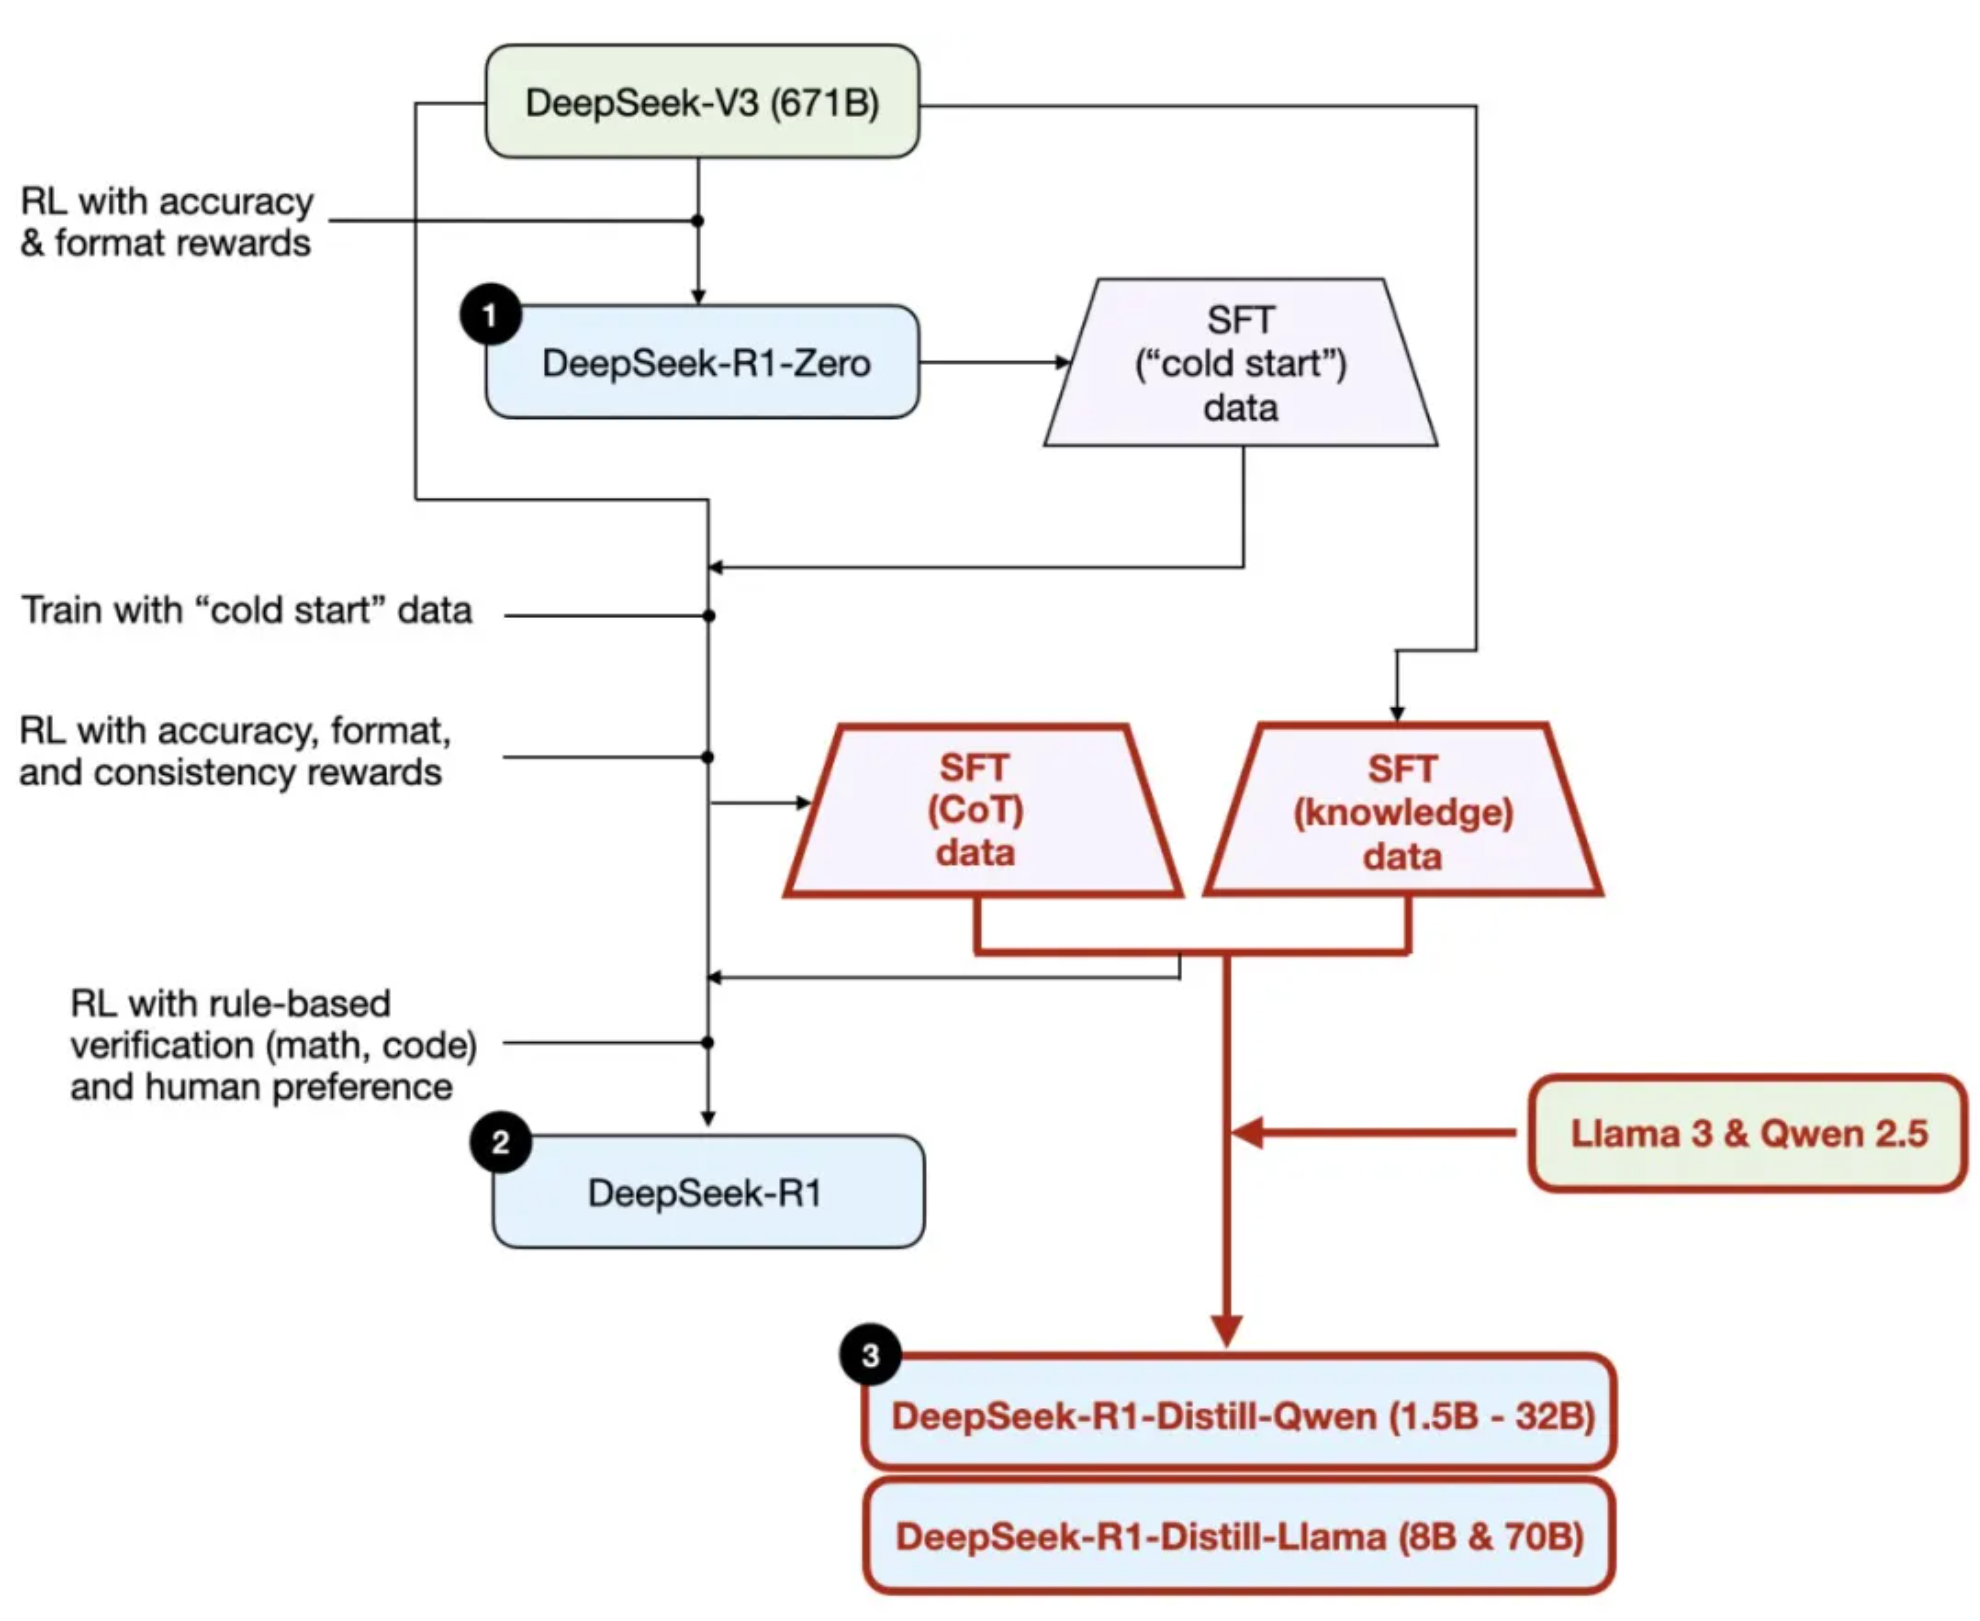 DeepSeek-V3 (671B)
RL with accuracy
& format rewards
1
DeepSeek-R1-Zero
SFT
(“cold start”)
data
Train with “cold start” data
RL with accuracy, format,
and consistency rewards
SFT
(CoT)
data
SFT
(knowledge)
data
RL with rule-based
verification (math, code)
and human preference
2
DeepSeek-R1
Llama 3 & Qwen 2.5
3
DeepSeek-R1-Distill-Qwen (1.5B - 32B)
DeepSeek-R1-Distill-Llama (8B & 70B)